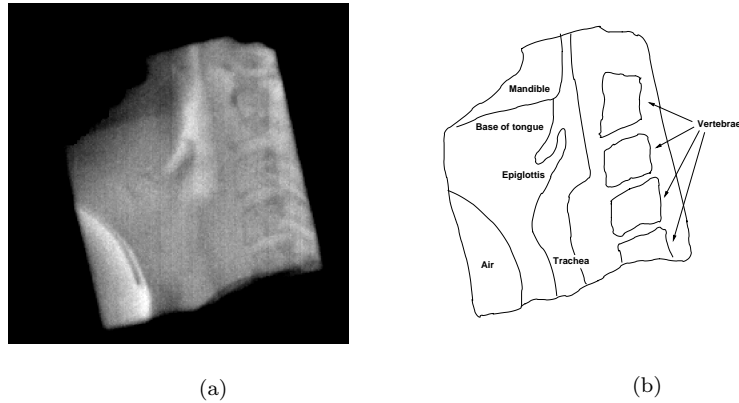 Mandible
Base of tongue
Vertebrae
Epiglottis
Air
Trachea
(a)
(b)